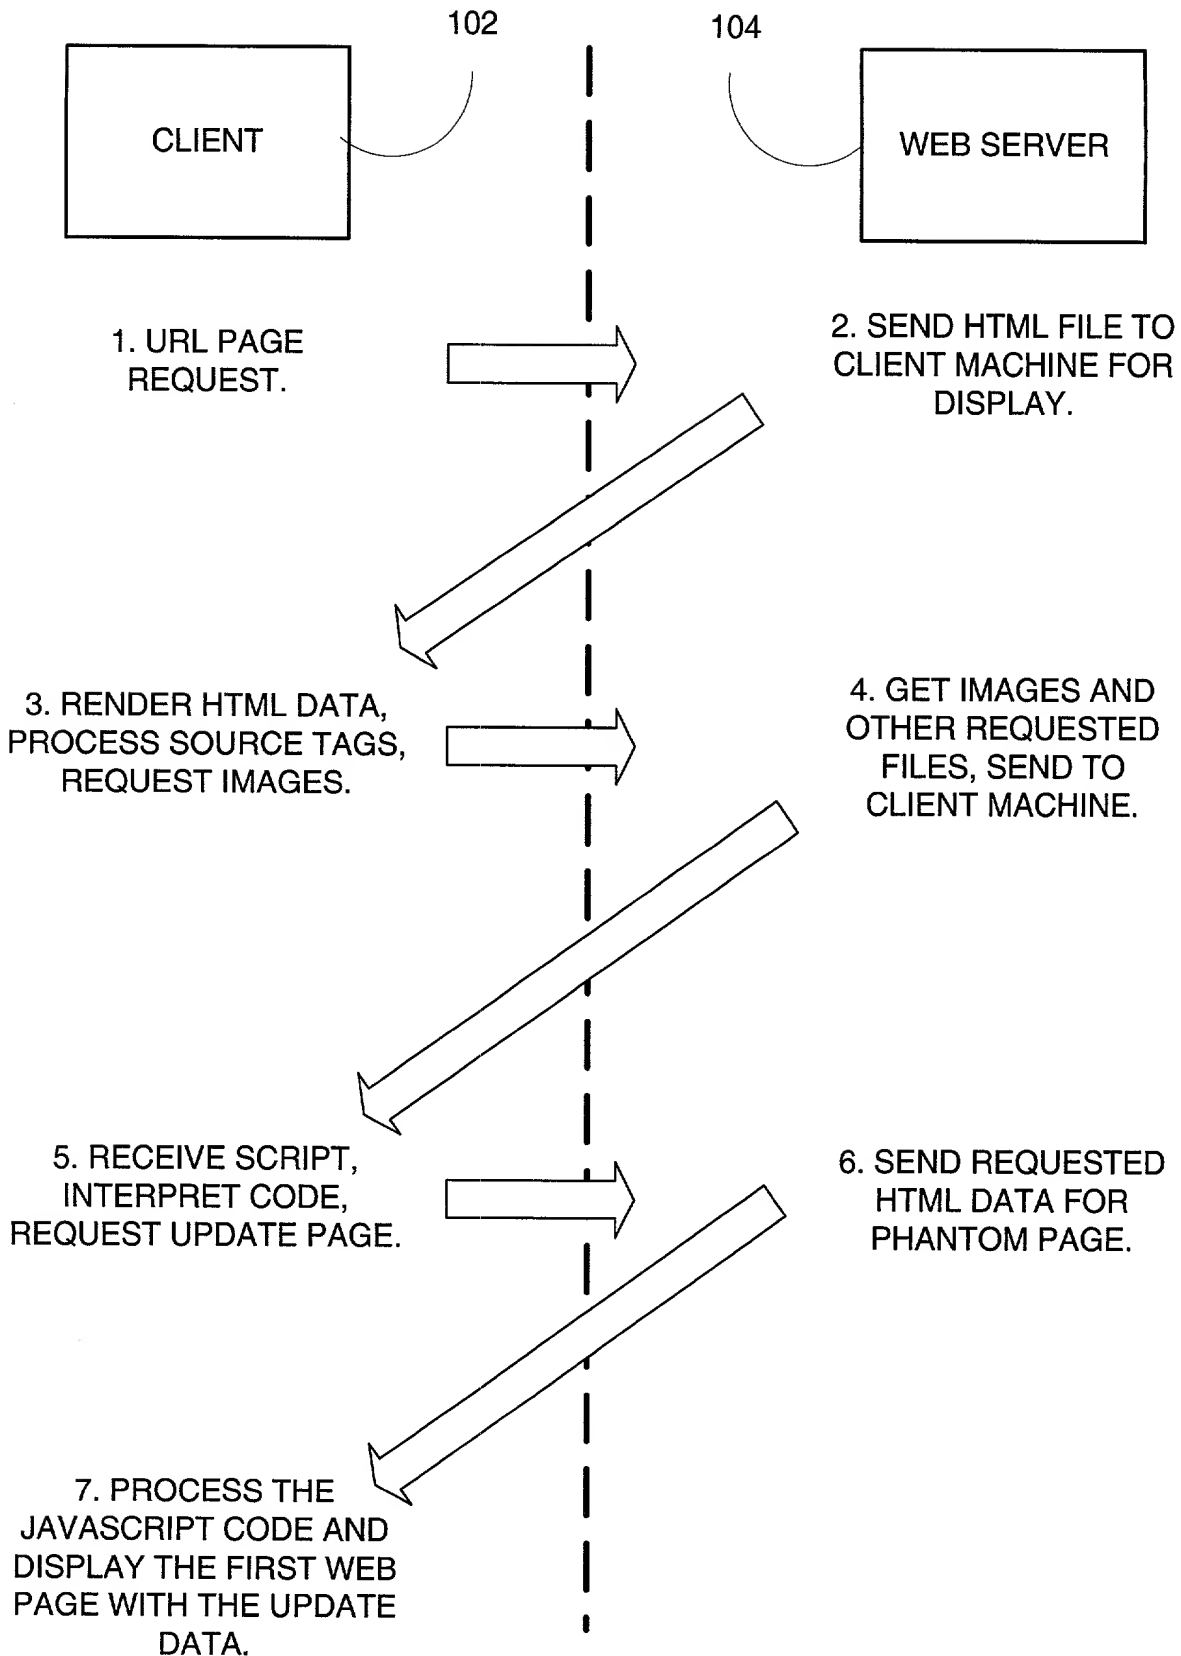 102
104
CLIENT
WEB SERVER
1. URL PAGE
REQUEST.
2. SEND HTML FILE TO
CLIENT MACHINE FOR
DISPLAY.
3. RENDER HTML DATA,
PROCESS SOURCE TAGS,
REQUEST IMAGES.
4. GET IMAGES AND
OTHER REQUESTED
FILES, SEND TO
CLIENT MACHINE.
5. RECEIVE SCRIPT,
INTERPRET CODE,
REQUEST UPDATE PAGE.
6. SEND REQUESTED
HTML DATA FOR
PHANTOM PAGE.
7. PROCESS THE
JAVASCRIPT CODE AND
DISPLAY THE FIRST WEB
PAGE WITH THE UPDATE
DATA.